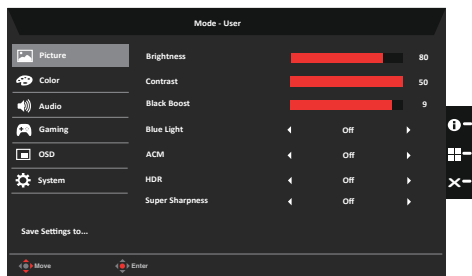 Mode - User
Picture
Brightness 80
Color
Contrast 50
Audio
Black Boost 9
Gaming
Blue Light Off
OSD
ACM Off
System
HDR Off
Super Sharpness Off
Save Settings to...
Move Enter